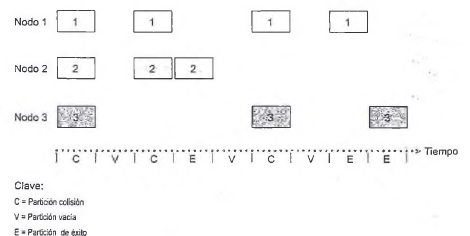 Nodo 1 1 1 1 1
Nodo 2 2 2 2
Nodo 3 3 3 3
Tiempo
C V C E V C V E E
Clave:
C = Partición colisión
V = Partición vacía
E = Partición de éxito